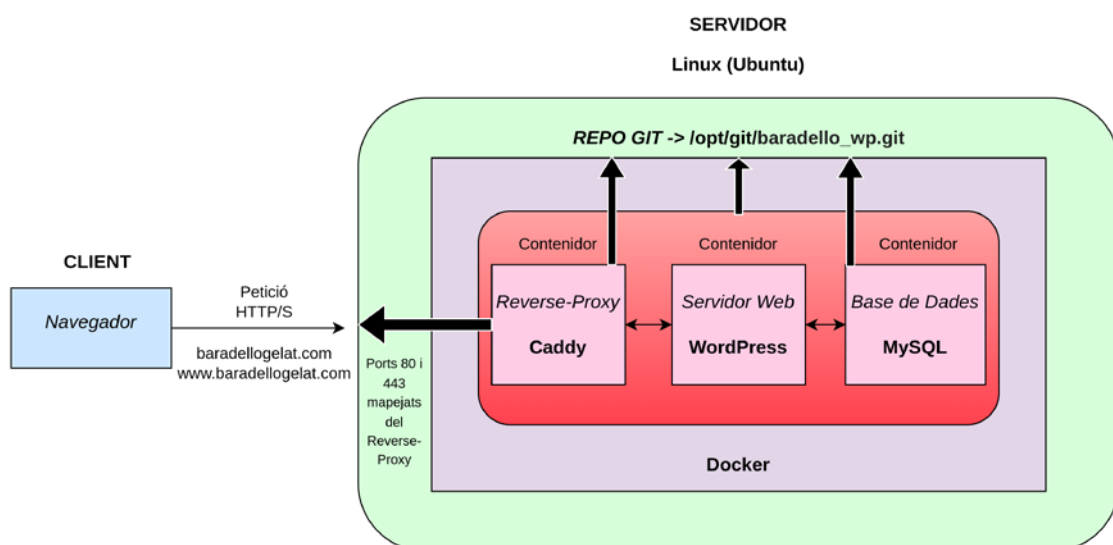 SERVIDOR
Linux (Ubuntu)
REPO GIT -> /opt/git/baradello_wp.git
Contenidor
Contenidor
Contenidor
CLIENT
Navegador
Petició
HTTP/S
baradellogelat.com
www.baradellogelat.com
Reverse-Proxy
Caddy
Servidor Web
WordPress
Base de Dades
MySQL
Ports 80 i
443
mapejats
del
Reverse-
Proxy
Docker